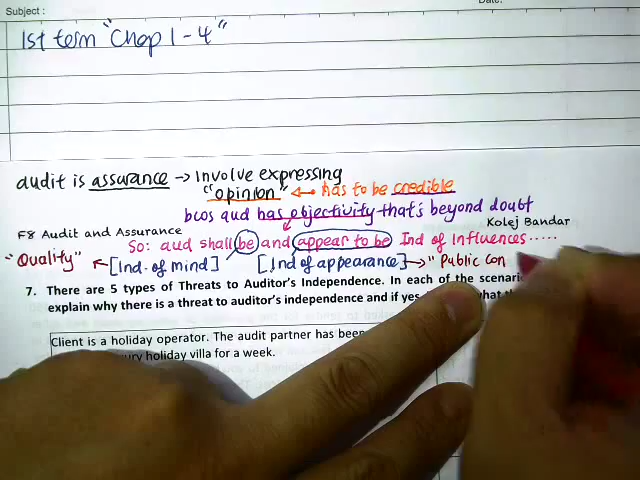 Subject :
Date:
1st term "Chap 1 - 4"
audit is assurance → Involve expressing
"opinion" ← has to be credible
bcos aud has objectivity that's beyond doubt
Kolej Bandar
F8 Audit and Assurance
So: aud shall be and appear to be Ind of Influences.....
"Quality" ← [Ind. of mind] [Ind of appearance] → "Public Con
7. There are 5 types of Threats to Auditor's Independence. In each of the
explain why there is a threat to auditor's independence and if yes
Client is a holiday operator. The audit partner has been
holiday villa for a week.